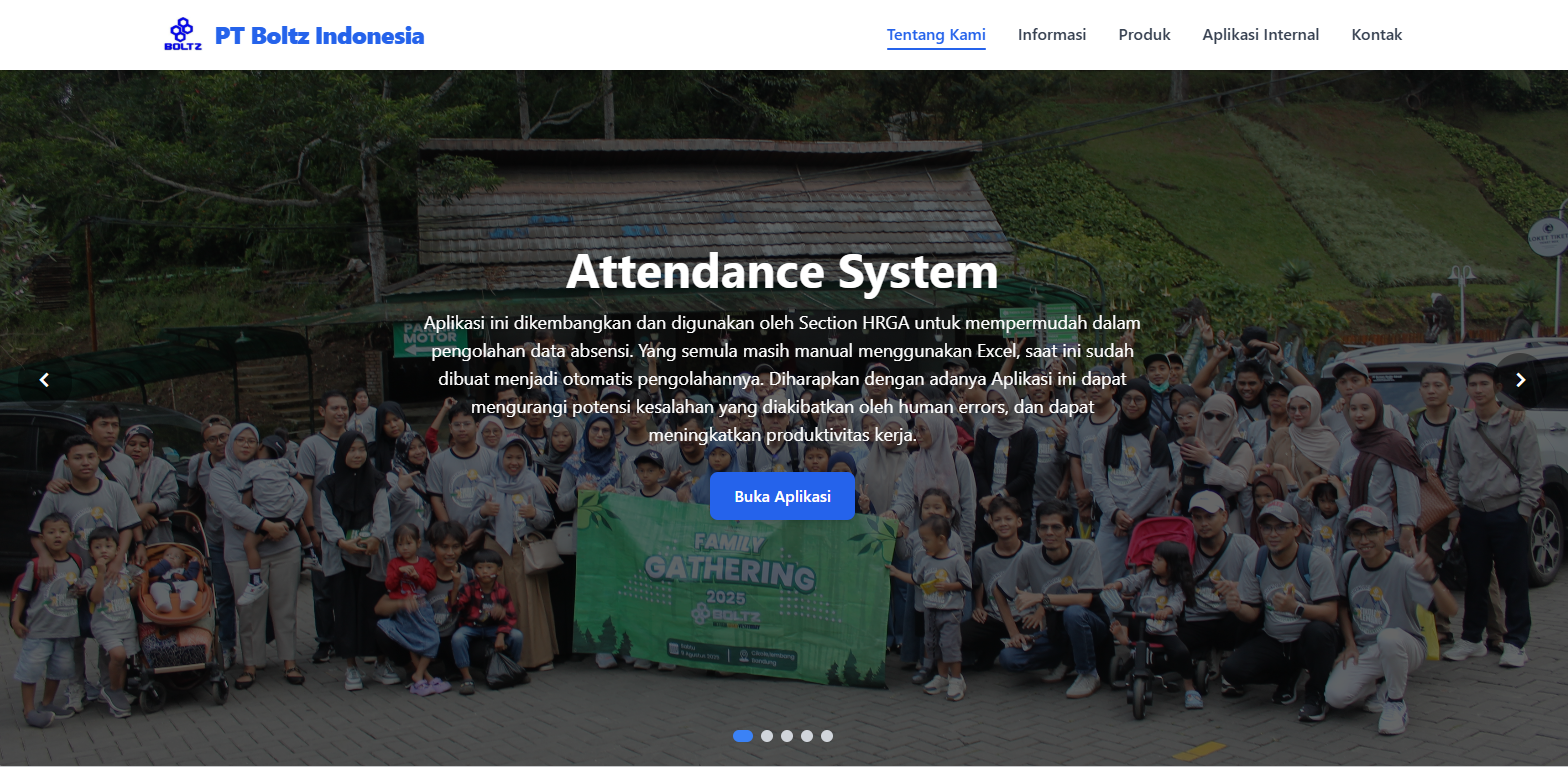 BOLTZ
PT Boltz Indonesia
Tentang Kami
Informasi
Produk
Aplikasi Internal
Kontak
Attendance System
Aplikasi ini dikembangkan dan digunakan oleh Section HRGA untuk mempermudah dalam
pengolahan data absensi. Yang semula masih manual menggunakan Excel, saat ini sudah
dibuat menjadi otomatis pengolahannya. Diharapkan dengan adanya Aplikasi ini dapat
mengurangi potensi kesalahan yang diakibatkan oleh human errors, dan dapat
meningkatkan produktivitas kerja.
Buka Aplikasi
MOTOR
FAMILY
GATHERING
2025
BOLTZ
Bandung